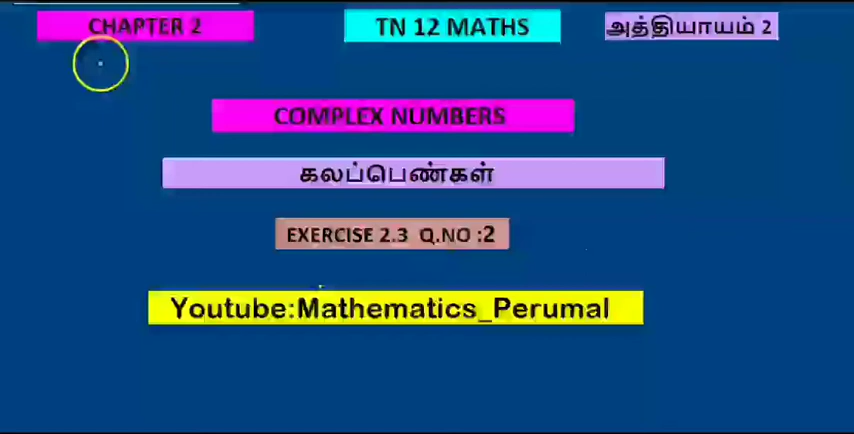 CHAPTER 2 TN 12 MATHS அத்தியாயம் 2
COMPLEX NUMBERS
கலப்பெண்கள்
EXERCISE 2.3 Q.NO :2
Youtube:Mathematics_Perumal